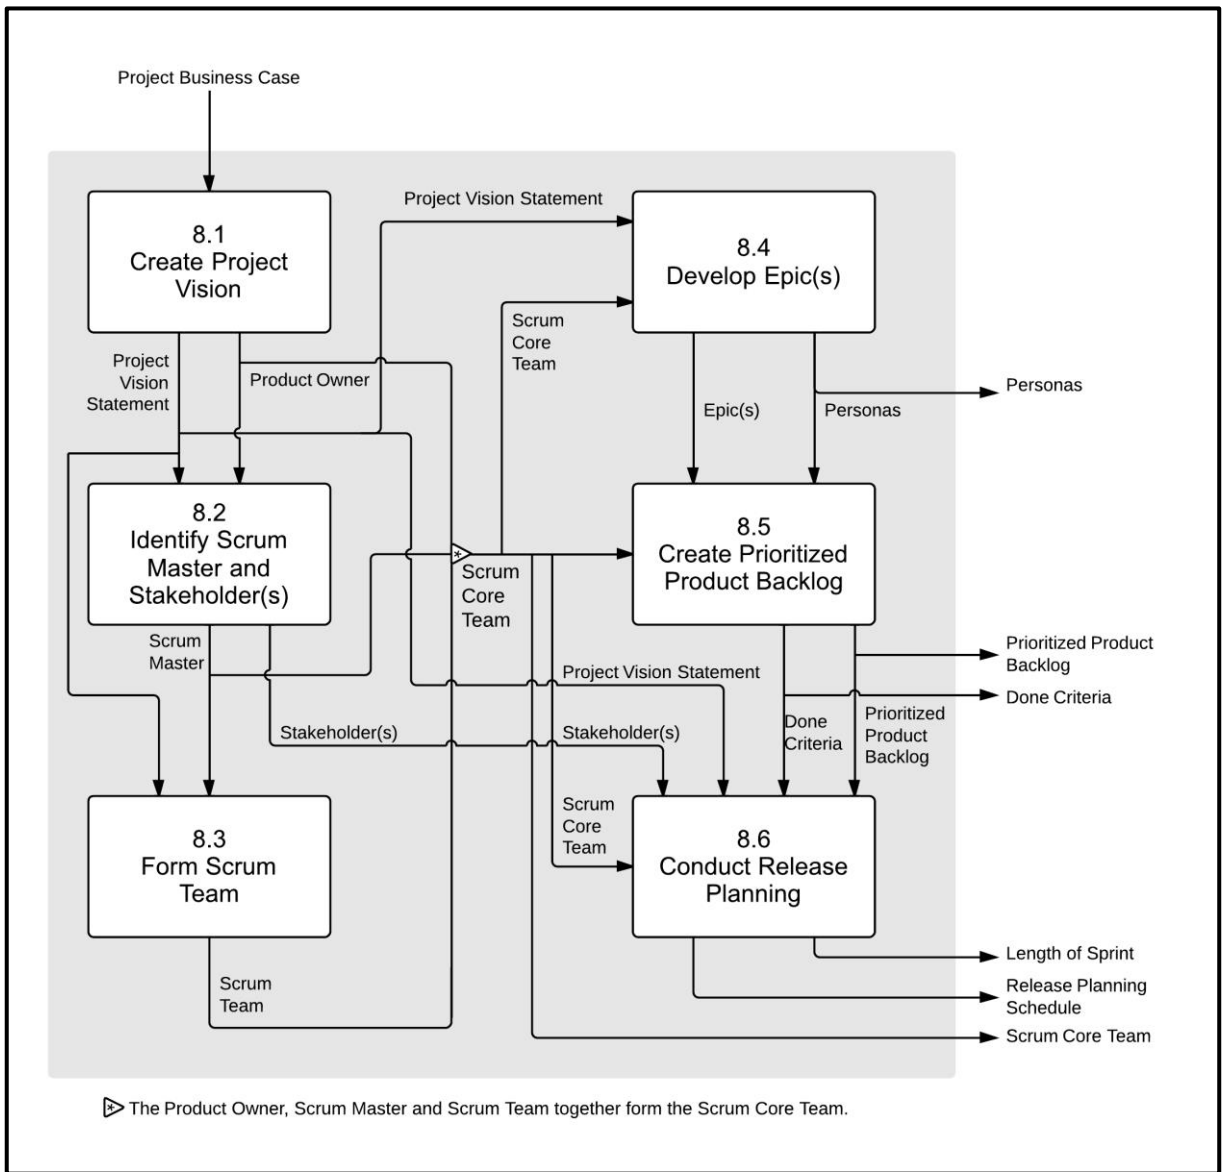 Project Business Case
8.1
Create Project
Vision
Project Vision Statement
8.4
Develop Epic(s)
Project
Vision
Statement
Product Owner
Scrum
Core
Team
Epic(s)
Personas
Personas
8.2
Identify Scrum
Master and
Stakeholder(s)
*
Scrum
Core
Team
8.5
Create Prioritized
Product Backlog
Scrum
Master
Project Vision Statement
Prioritized Product
Backlog
Done Criteria
Stakeholder(s)
Stakeholder(s)
Done
Criteria
Prioritized
Product
Backlog
8.3
Form Scrum
Team
Scrum
Core
Team
8.6
Conduct Release
Planning
Scrum
Team
Length of Sprint
Release Planning
Schedule
Scrum Core Team
* The Product Owner, Scrum Master and Scrum Team together form the Scrum Core Team.